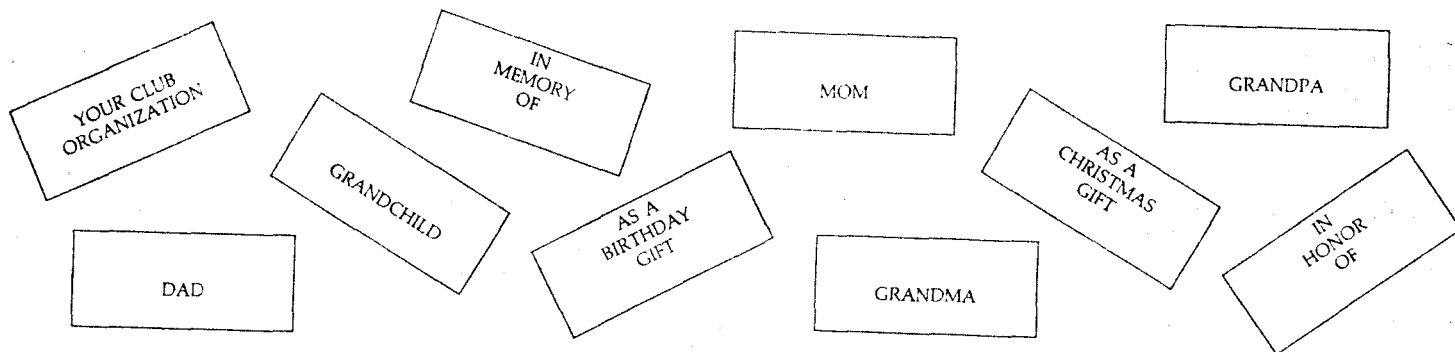 YOUR CLUB
ORGANIZATION
GRANDCHILD
IN
MEMORY
OF
MOM
GRANDPA
DAD
AS A
BIRTHDAY
GIFT
GRANDMA
AS A
CHRISTMAS
GIFT
IN
HONOR
OF